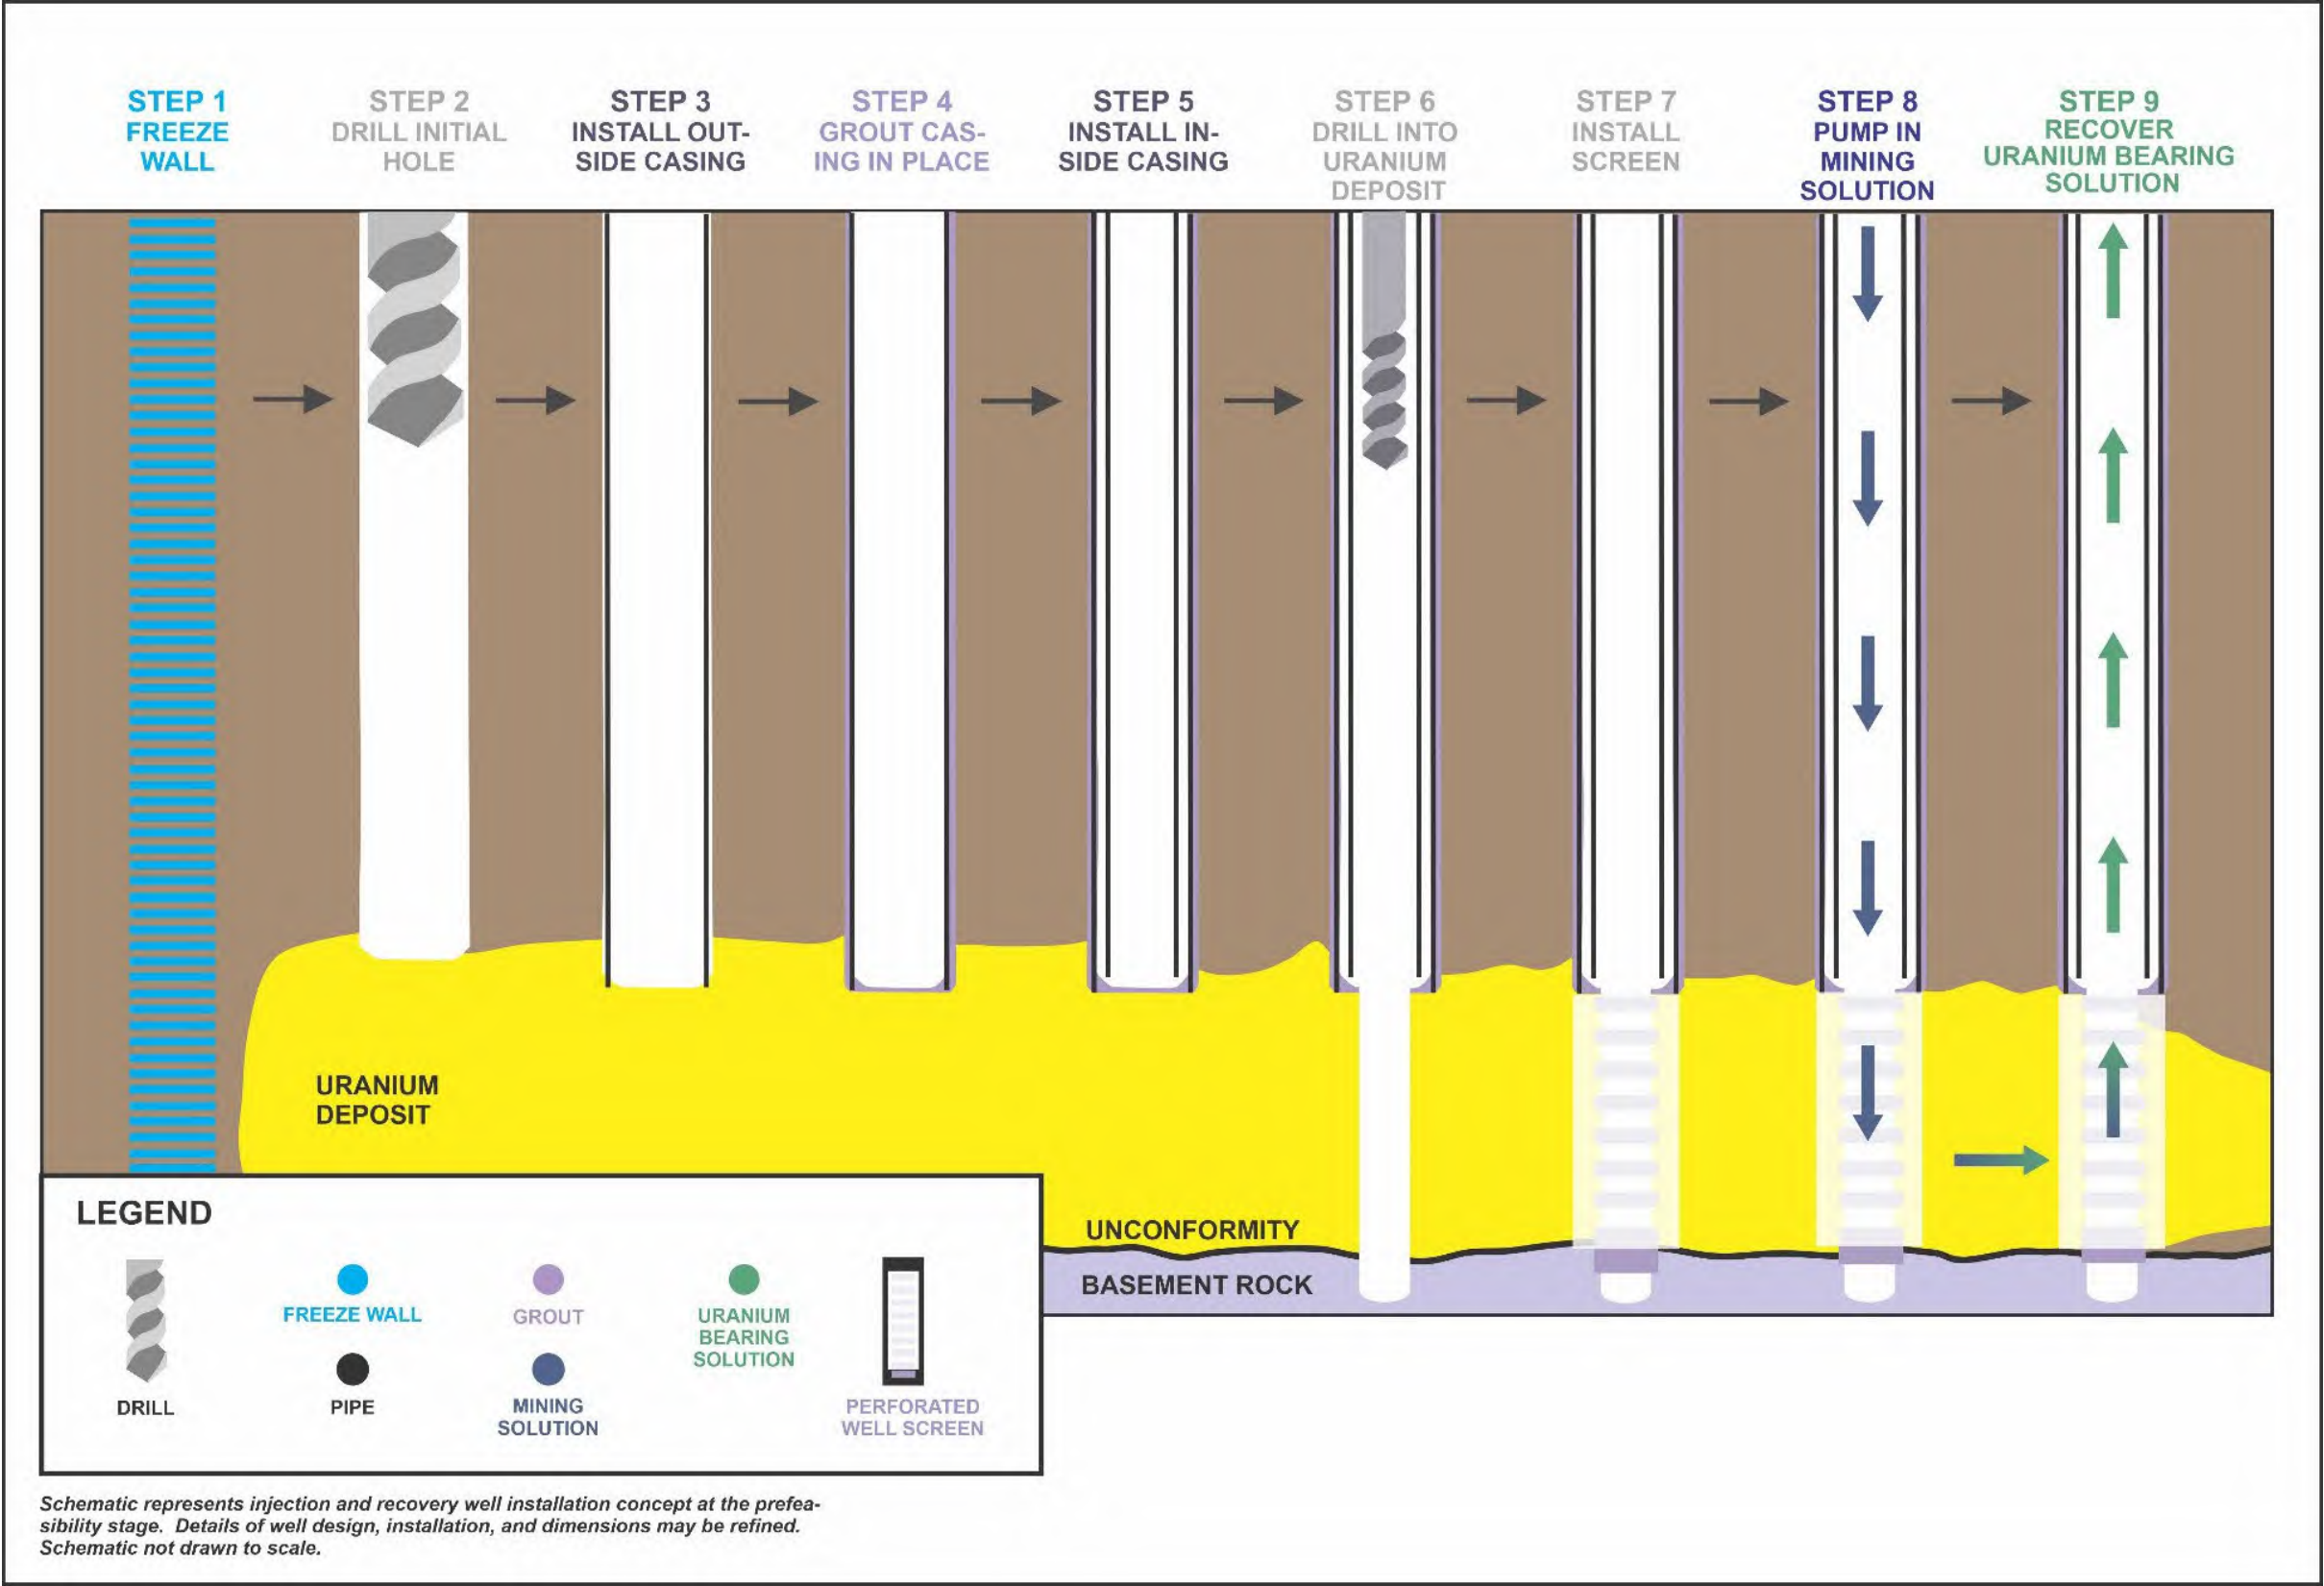 STEP 1
FREEZE
WALL
STEP 2
DRILL INITIAL
HOLE
STEP 3
INSTALL OUT-
SIDE CASING
STEP 4
GROUT CAS-
ING IN PLACE
STEP 5
INSTALL IN-
SIDE CASING
STEP 6
DRILL INTO
URANIUM
DEPOSIT
STEP 7
INSTALL
SCREEN
STEP 8
PUMP IN
MINING
SOLUTION
STEP 9
RECOVER
URANIUM BEARING
SOLUTION
URANIUM
DEPOSIT
UNCONFORMITY
BASEMENT ROCK
LEGEND
DRILL
FREEZE WALL
PIPE
GROUT
MINING
SOLUTION
URANIUM
BEARING
SOLUTION
PERFORATED
WELL SCREEN
Schematic represents injection and recovery well installation concept at the prefea-
sibility stage.  Details of well design, installation, and dimensions may be refined.
Schematic not drawn to scale.